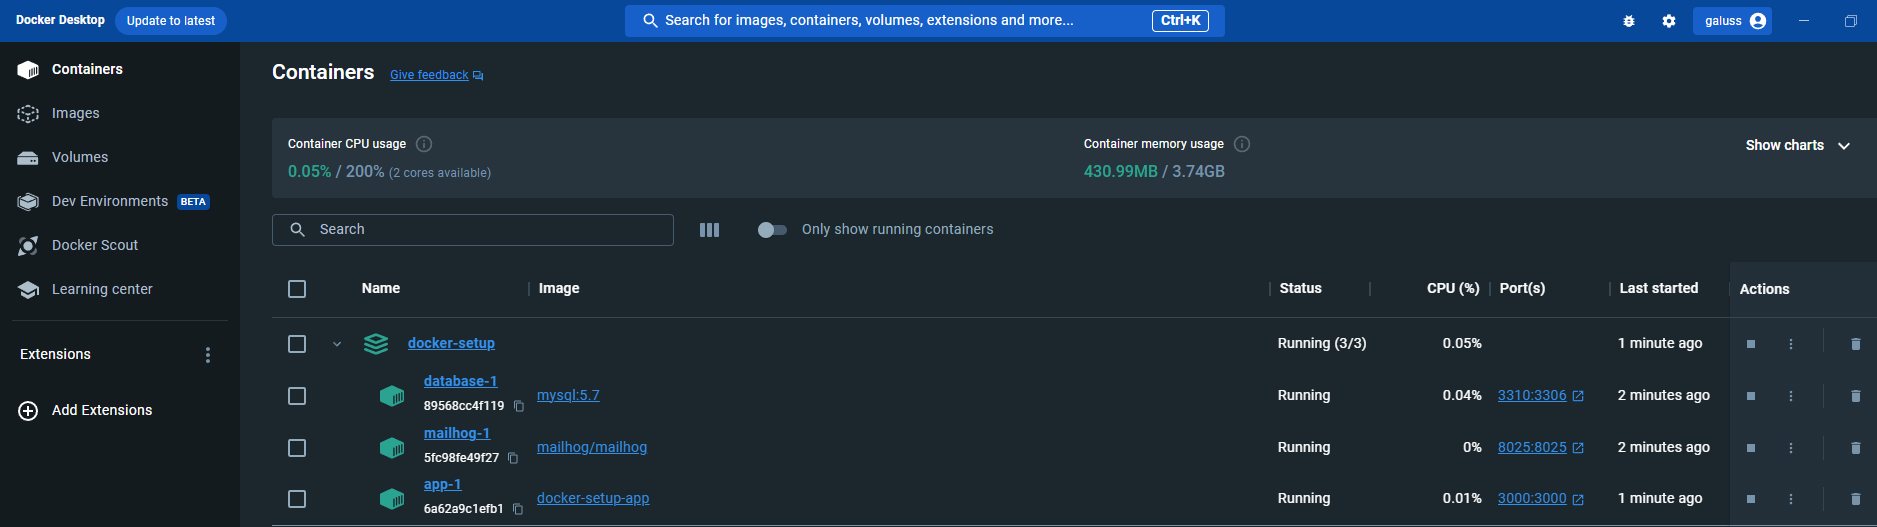 Docker Desktop Update to latest Search for images, containers, volumes, extensions and more... Ctrl+K galuss
Containers
Images
Volumes
Dev Environments BETA
Docker Scout
Learning center
Extensions
Add Extensions
Containers Give feedback
Container CPU usage
0.05% / 200% (2 cores available)
Container memory usage
430.99MB / 3.74GB
Show charts
Search Only show running containers
Name Image Status CPU (%) Port(s) Last started Actions
docker-setup Running (3/3) 0.05% 1 minute ago
database-1
89568cc4f119
mysql:5.7 Running 0.04% 3310:3306 2 minutes ago
mailhog-1
5fc98fe49f27
mailhog/mailhog Running 0% 8025:8025 2 minutes ago
app-1
6a62a9c1efb1
docker-setup-app Running 0.01% 3000:3000 1 minute ago